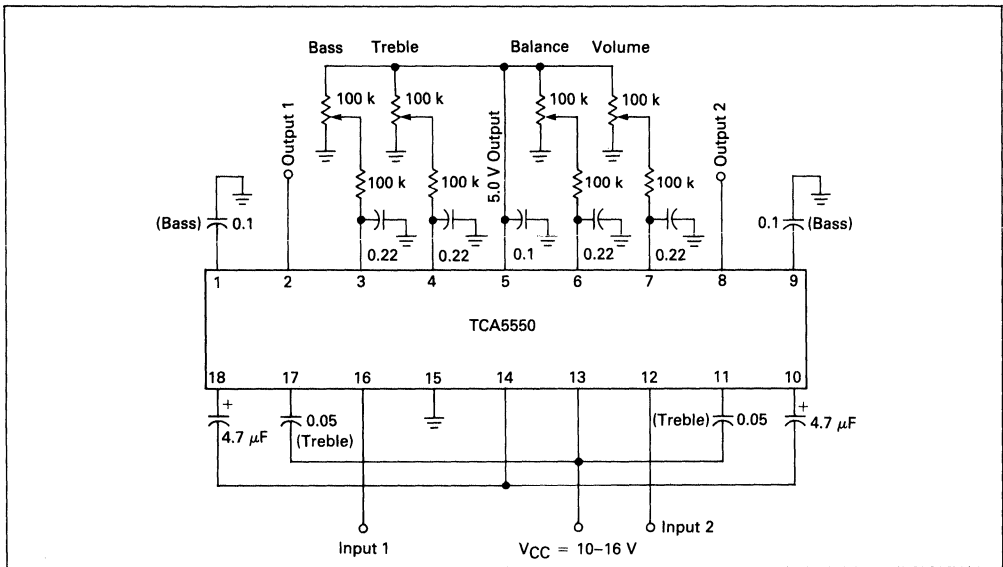 Bass Treble Balance Volume
100 k 100 k 100 k 100 k
Output 1
5.0 V Output
Output 2
100 k 100 k 100 k 100 k
(Bass) 0.1
0.1 (Bass)
0.22 0.22 0.1 0.22 0.22
1 2 3 4 5 6 7 8 9
TCA5550
18 17 16 15 14 13 12 11 10
+ +
4.7 μF
0.05
(Treble)
(Treble) 0.05
4.7 μF
Input 1
VCC = 10–16 V
Input 2